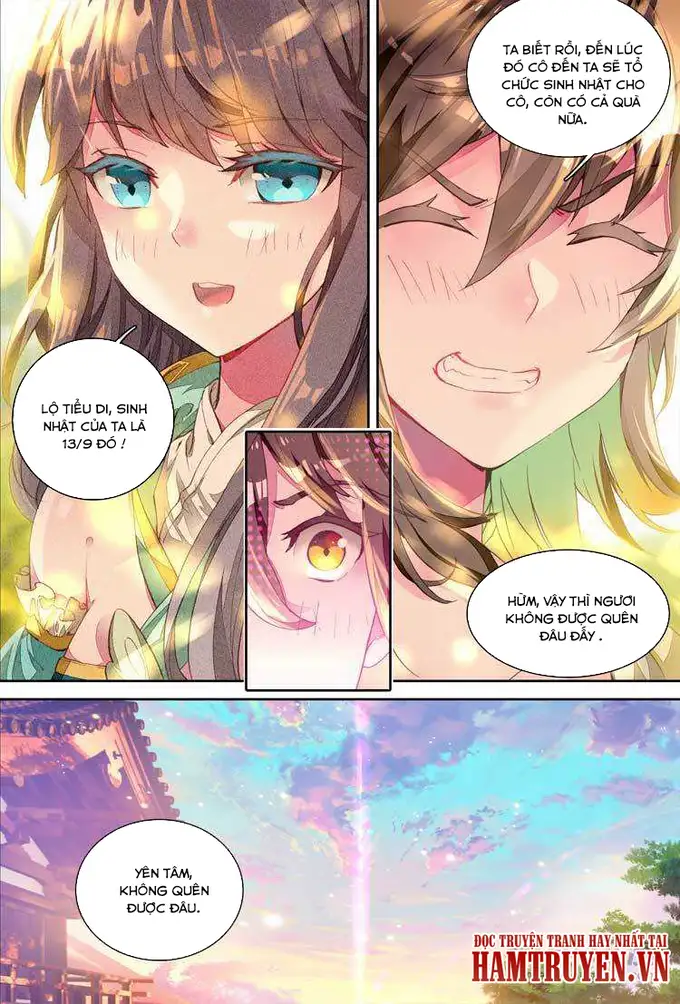 LỘ TIỂU DI, SINH
NHẬT CỦA TA LÀ
13/9 ĐÓ !
TA BIẾT RỒI, ĐẾN LÚC
ĐÓ CÔ ĐẾN TA SẼ TỔ
CHỨC SINH NHẬT CHO
CÔ, CÒN CÓ CẢ QUÀ
NỮA.
HỪM, VẬY THÌ NGƯƠI
KHÔNG ĐƯỢC QUÊN
ĐÂU ĐẤY .
YÊN TÂM,
KHÔNG QUÊN
ĐƯỢC ĐÂU.
ĐỌC TRUYỆN TRANH HAY NHẤT TẠI
HAMTRUYEN.VN